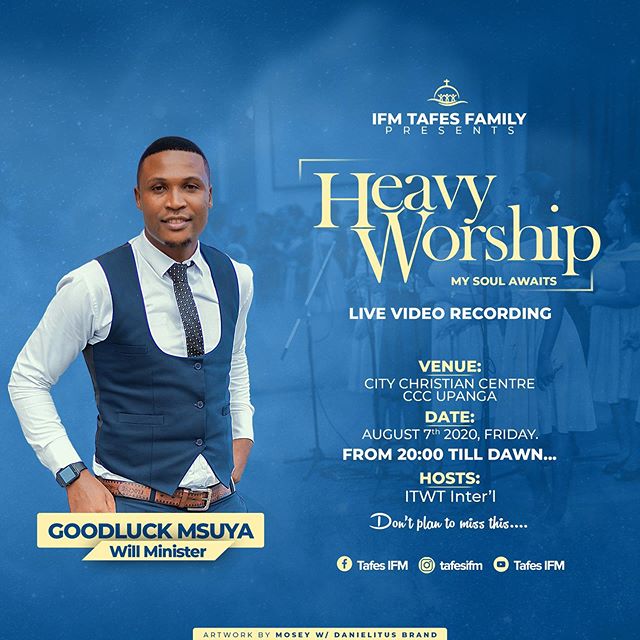 IFM TAFES FAMILY
PRESENTS
Heavy
Worship
MY SOUL AWAITS
LIVE VIDEO RECORDING
VENUE:
CITY CHRISTIAN CENTRE
CCC UPANGA
DATE:
AUGUST 7th 2020, FRIDAY.
FROM 20:00 TILL DAWN...
HOSTS:
ITWT Inter'l
Don't plan to miss this....
GOODLUCK MSUYA
Will Minister
Tafes IFM tafesifm Tafes IFM
ARTWORK BY MOSEY W/ DANIELITUS BRAND